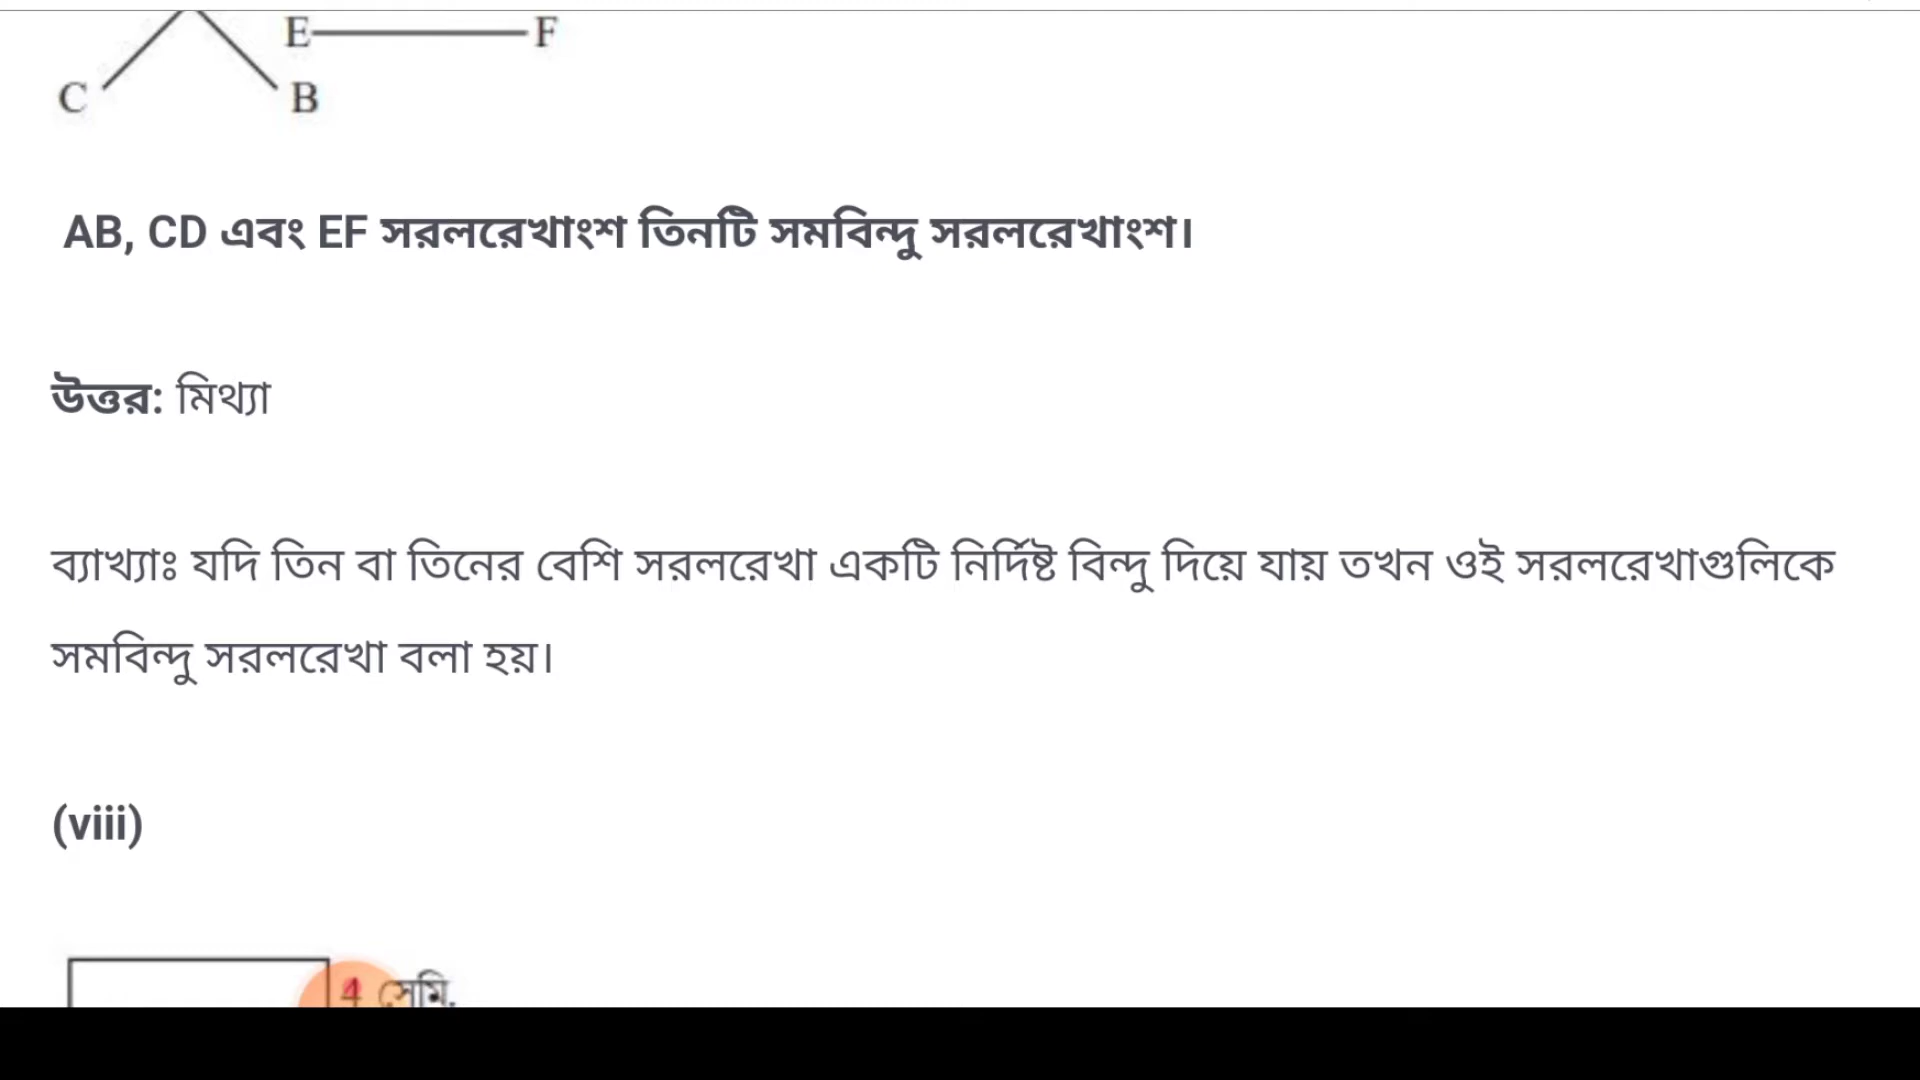 E F
C B
AB, CD এবং EF সরলরেখাংশ তিনটি সমবিন্দু সরলরেখাংশ।
উত্তর: মিথ্যা
ব্যাখ্যাঃ যদি তিন বা তিনের বেশি সরলরেখা একটি নির্দিষ্ট বিন্দু দিয়ে যায় তখন ওই সরলরেখাগুলিকে
সমবিন্দু সরলরেখা বলা হয়।
(viii)
4 সেমি.